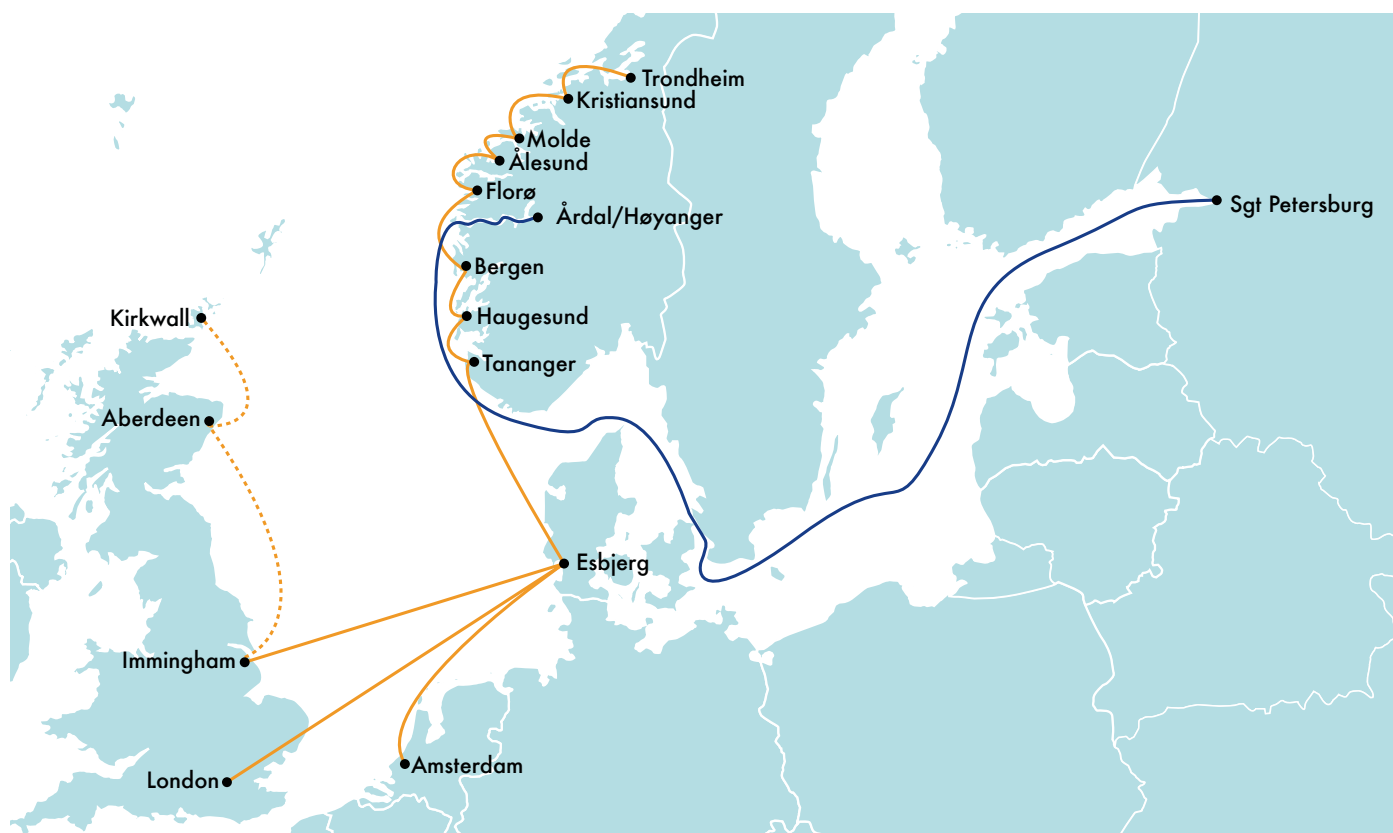 Trondheim
Kristiansund
Molde
Ålesund
Florø
Årdal/Høyanger
Sgt Petersburg
Bergen
Kirkwall
Haugesund
Tananger
Aberdeen
Esbjerg
Immingham
Amsterdam
London